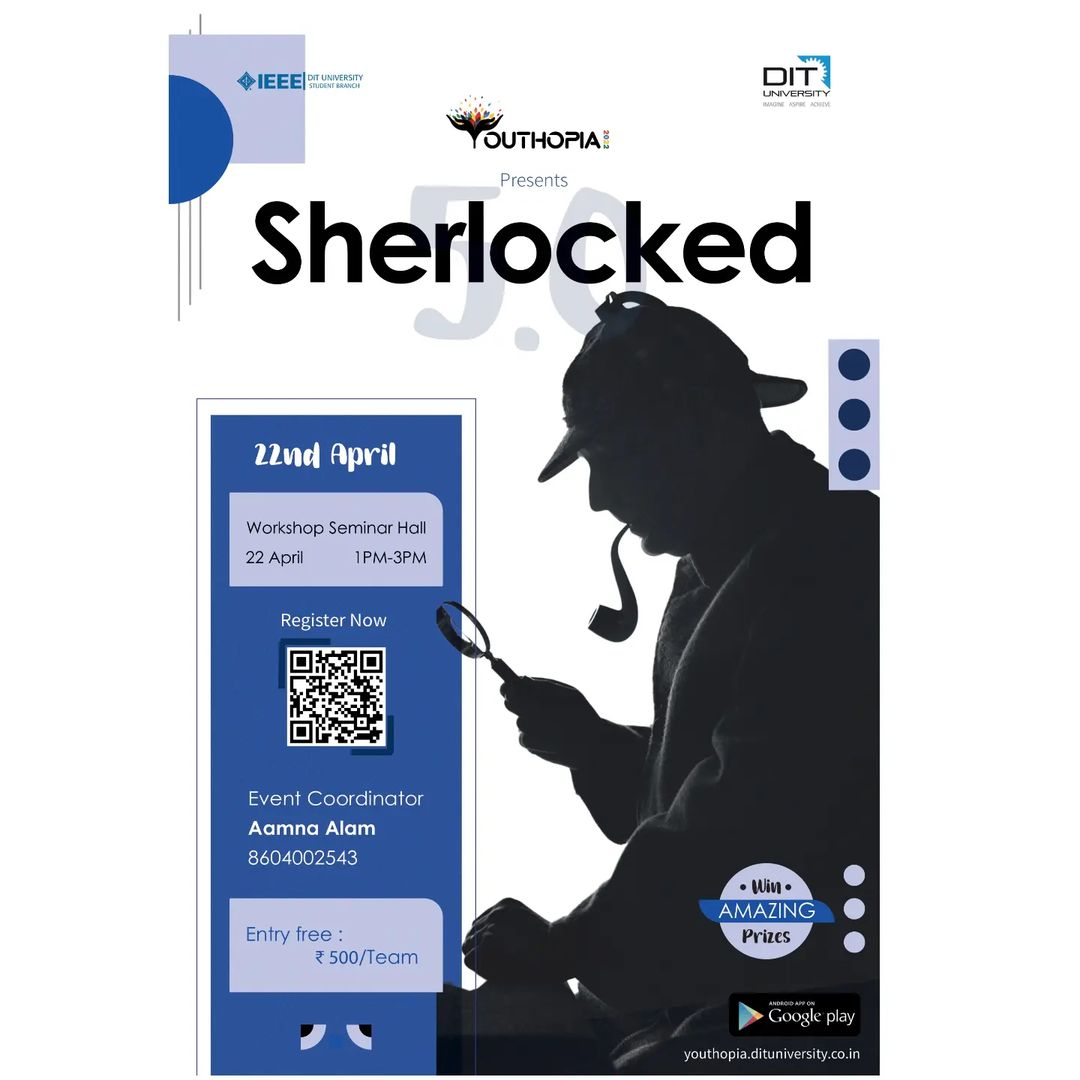 IEEE DIT UNIVERSITY
STUDENT BRANCH
DIT
UNIVERSITY
IMAGINE ASPIRE ACHIEVE
YOUTHOPIA 2022
Presents
5.0
Sherlocked
22nd April
Workshop Seminar Hall
22 April 1PM-3PM
Register Now
Event Coordinator
Aamna Alam
8604002543
Entry free :
₹ 500/Team
• Win •
AMAZING
Prizes
ANDROID APP ON
Google play
youthopia.dituniversity.co.in